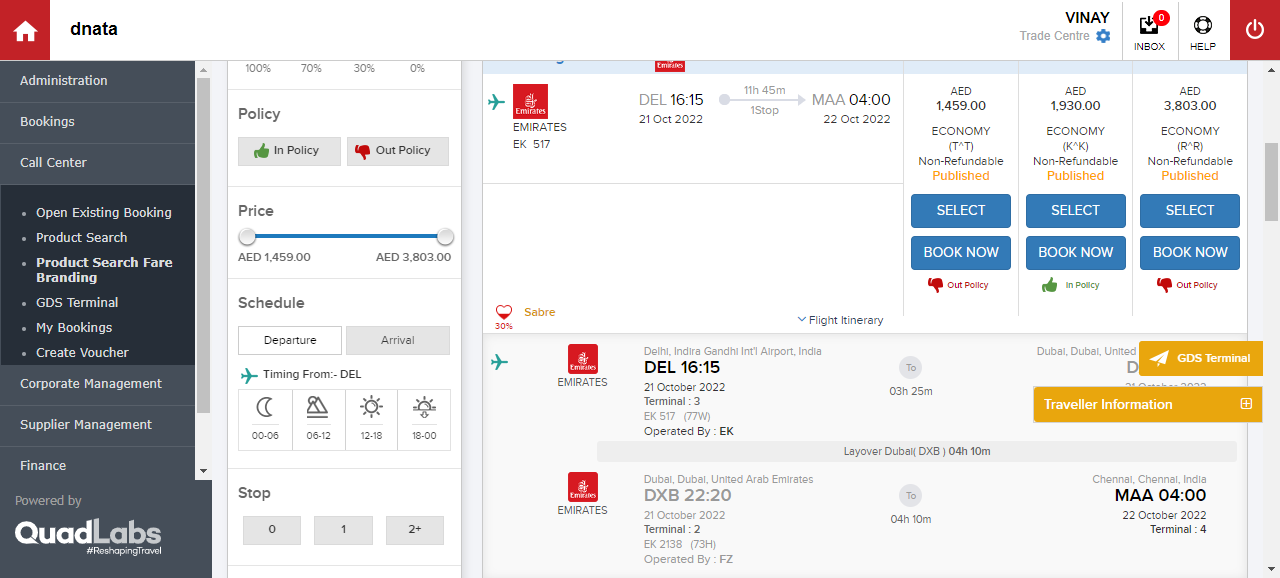 dnata
VINAY
Trade Centre
0
INBOX
HELP
Administration
Bookings
Call Center
Open Existing Booking
Product Search
Product Search Fare
Branding
GDS Terminal
My Bookings
Create Voucher
Corporate Management
Supplier Management
Finance
Powered by
QuadLabs
#ReshapingTravel
100% 70% 30% 0%
Policy
In Policy Out Policy
Price
AED 1,459.00 AED 3,803.00
Schedule
Departure Arrival
Timing From:- DEL
00-06 06-12 12-18 18-00
Stop
0 1 2+
Emirates
Emirates
EMIRATES
EK 517
DEL 16:15
21 Oct 2022
11h 45m
1Stop
MAA 04:00
22 Oct 2022
AED
1,459.00
ECONOMY
(T^T)
Non-Refundable
Published
SELECT
BOOK NOW
Out Policy
AED
1,930.00
ECONOMY
(K^K)
Non-Refundable
Published
SELECT
BOOK NOW
In Policy
AED
3,803.00
ECONOMY
(R^R)
Non-Refundable
Published
SELECT
BOOK NOW
Out Policy
30%
Sabre
Flight Itinerary
Emirates
EMIRATES
Delhi, Indira Gandhi Int'l Airport, India
DEL 16:15
21 October 2022
Terminal : 3
EK 517 (77W)
Operated By : EK
To
03h 25m
Dubai, Dubai, United
D
21 October 2022
GDS Terminal
Traveller Information
Layover Dubai( DXB ) 04h 10m
Emirates
EMIRATES
Dubai, Dubai, United Arab Emirates
DXB 22:20
21 October 2022
Terminal : 2
EK 2138 (73H)
Operated By : FZ
To
04h 10m
Chennai, Chennai, India
MAA 04:00
22 October 2022
Terminal : 4